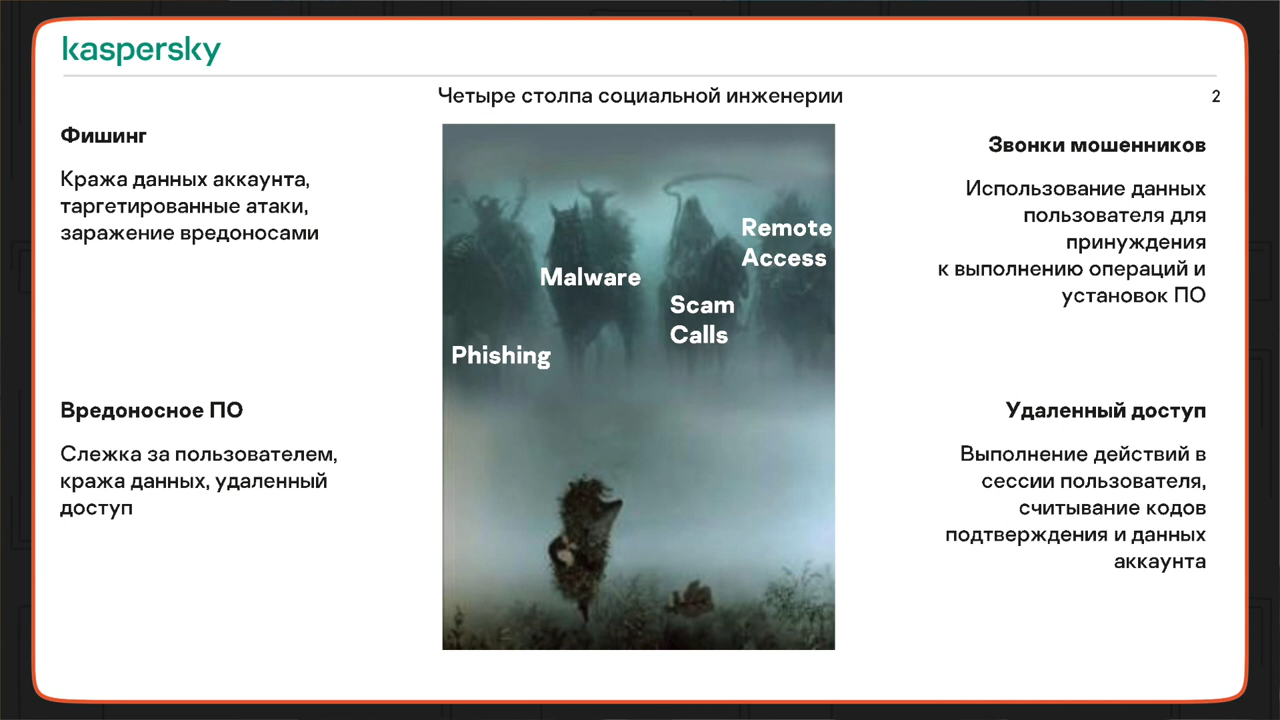 kaspersky
Четыре столпа социальной инженерии
2
Фишинг
Кража данных аккаунта,
таргетированные атаки,
заражение вредоносами
Вредоносное ПО
Слежка за пользователем,
кража данных, удаленный
доступ
Phishing
Malware
Scam
Calls
Remote
Access
Звонки мошенников
Использование данных
пользователя для
принуждения
к выполнению операций и
установок ПО
Удаленный доступ
Выполнение действий в
сессии пользователя,
считывание кодов
подтверждения и данных
аккаунта